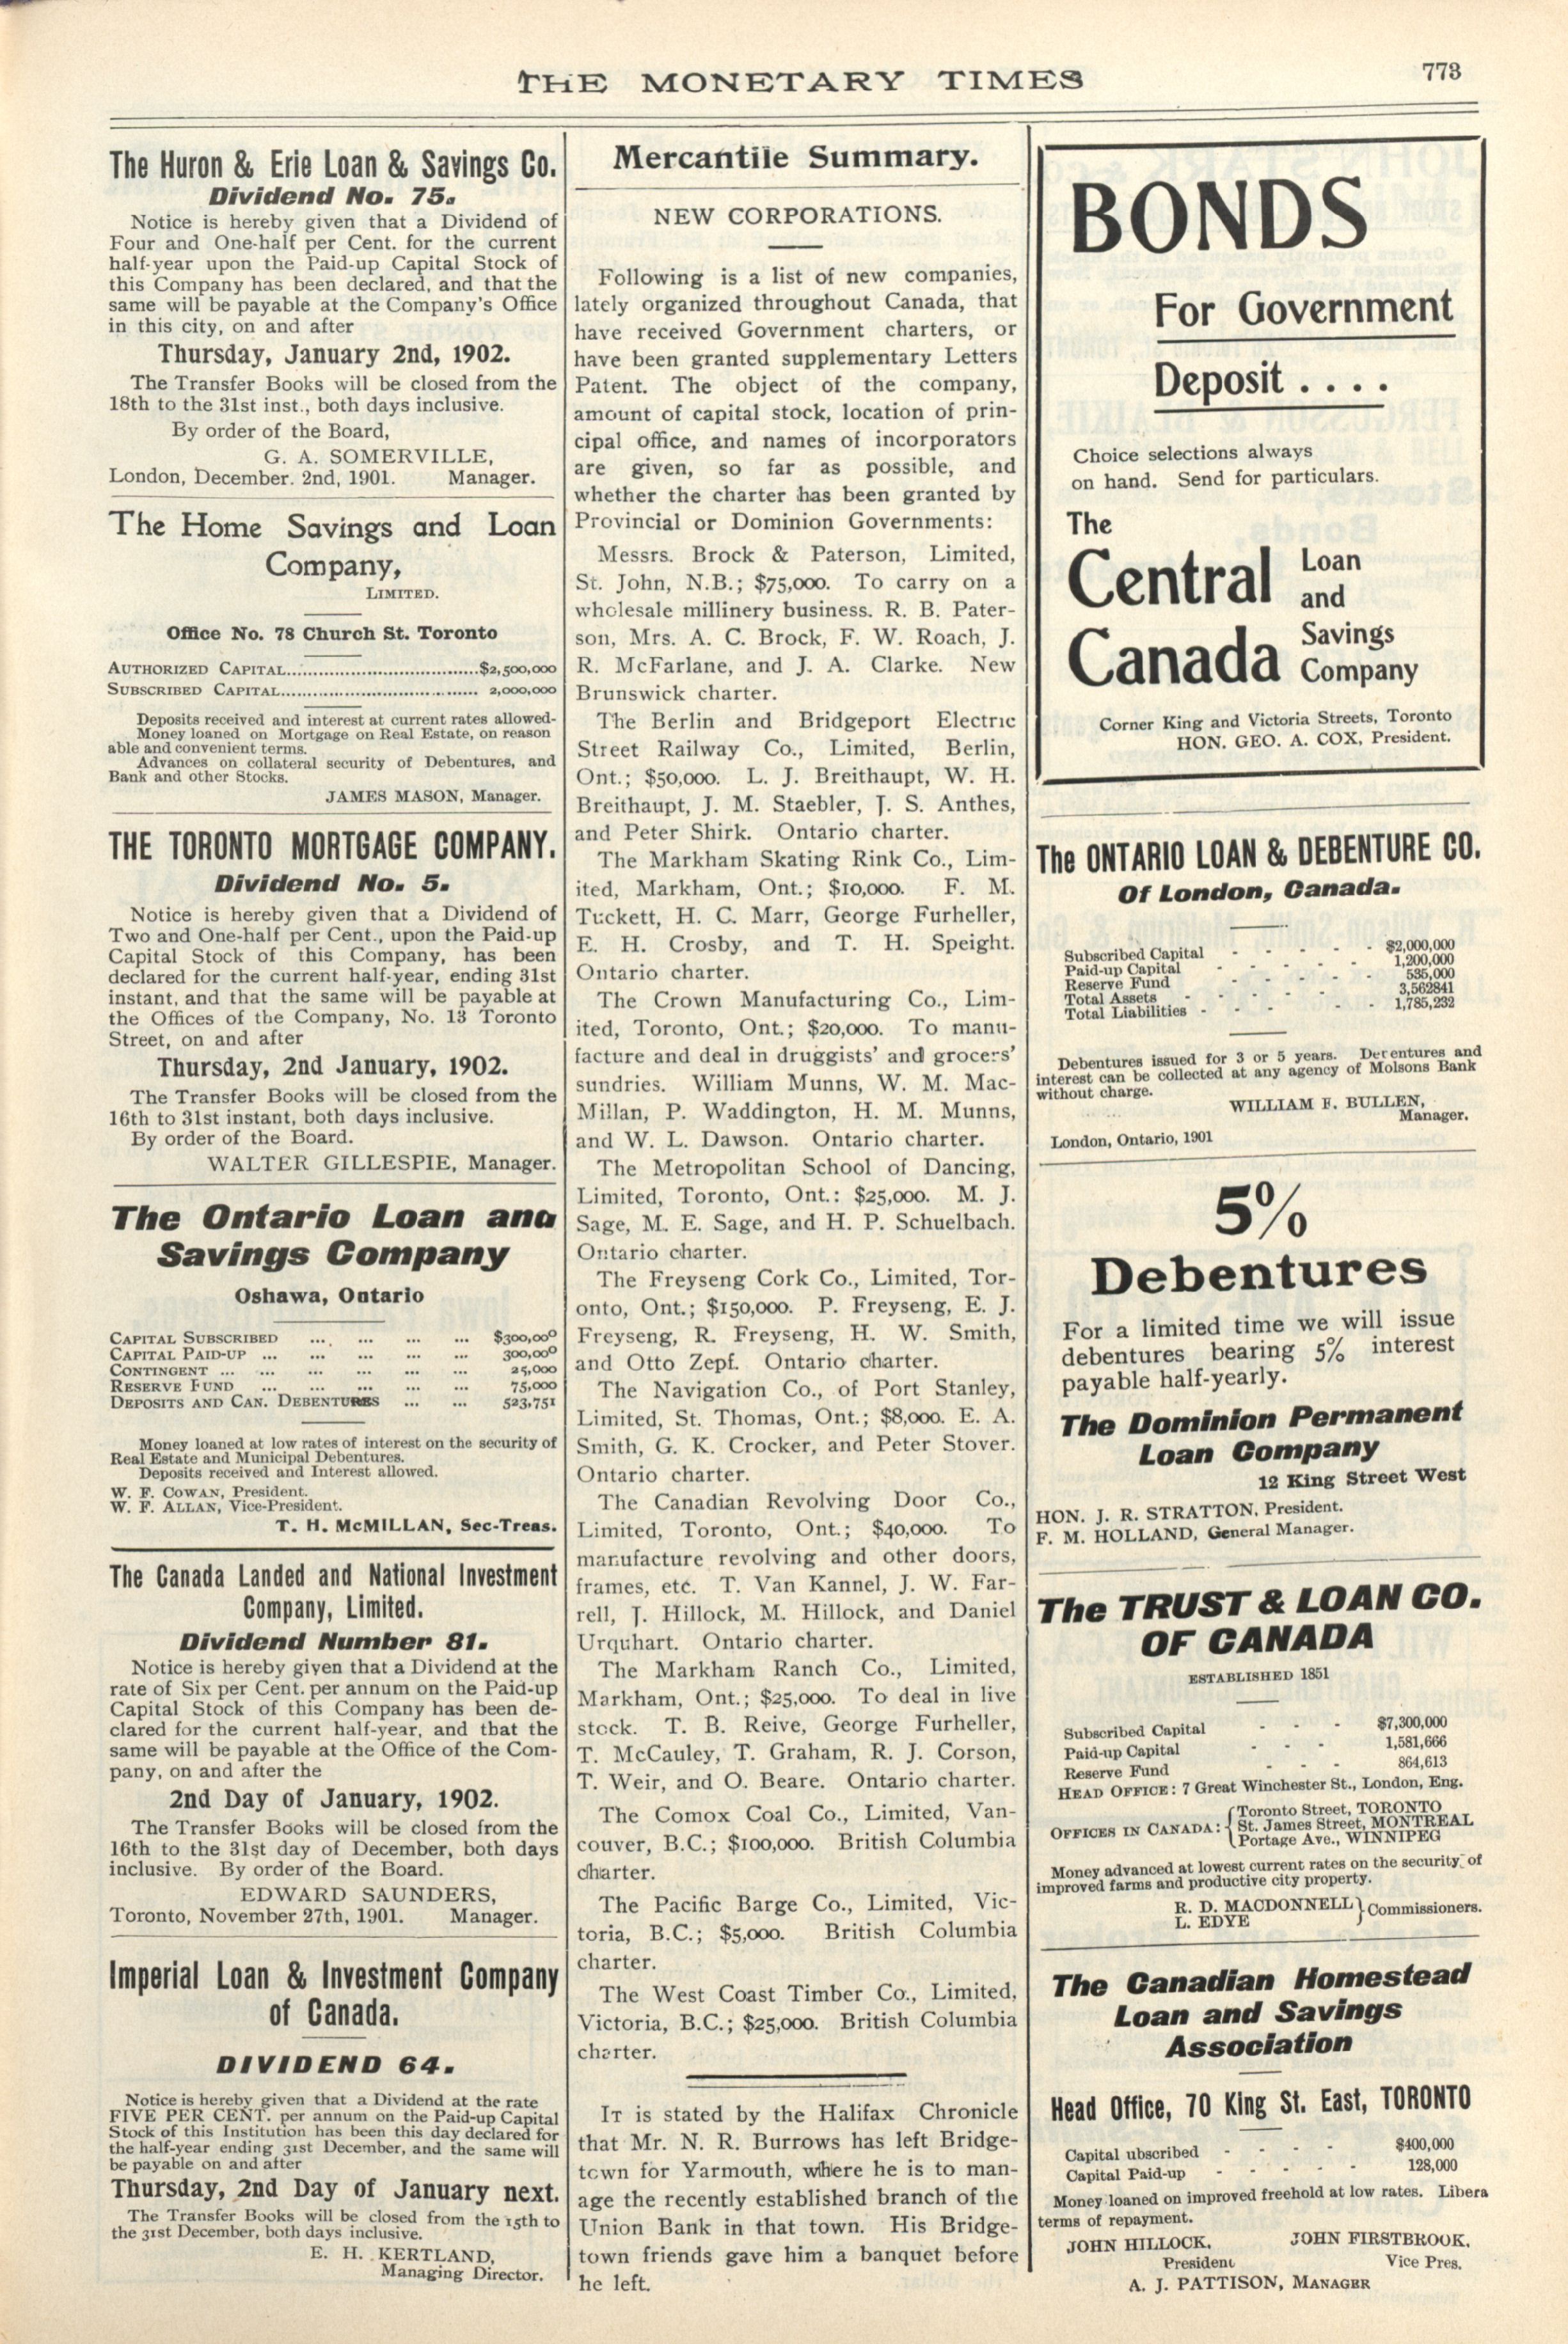 THE MONETARY TIMES
773
The Huron & Erie Loan & Savings Co.
Dividend No. 75.
Notice is hereby given that a Dividend of
Four and One-half per Cent. for the current
half-year upon the Paid-up Capital Stock of
this Company has been declared, and that the
same will be payable at the Company's Office
in this city, on and after
Thursday, January 2nd, 1902.
The Transfer Books will be closed from the
18th to the 31st inst., both days inclusive.
By order of the Board,
G. A. SOMERVILLE,
London, December. 2nd, 1901. Manager.
The Home Savings and Loan
Company,
LIMITED.
Office No. 78 Church St. Toronto
AUTHORIZED CAPITAL....................................$2,500,000
SUBSCRIBED CAPITAL.................................... 2,000,000
Deposits received and interest at current rates allowed-
Money loaned on Mortgage on Real Estate, on reason
able and convenient terms.
Advances on collateral security of Debentures, and
Bank and other Stocks.
JAMES MASON, Manager.
THE TORONTO MORTGAGE COMPANY.
Dividend No. 5.
Notice is hereby given that a Dividend of
Two and One-half per Cent., upon the Paid-up
Capital Stock of this Company, has been
declared for the current half-year, ending 31st
instant, and that the same will be payable at
the Offices of the Company, No. 13 Toronto
Street, on and after
Thursday, 2nd January, 1902.
The Transfer Books will be closed from the
16th to 31st instant, both days inclusive.
By order of the Board.
WALTER GILLESPIE, Manager.
The Ontario Loan and
Savings Company
Oshawa, Ontario
CAPITAL SUBSCRIBED ... ... ... ... $300,000
CAPITAL PAID-UP ... ... ... ... ... 300,000
CONTINGENT ... ... ... ... ... ... 25,000
RESERVE FUND ... ... ... ... ... 75,000
DEPOSITS AND CAN. DEBENTURES ... ... 523,751
Money loaned at low rates of interest on the security of
Real Estate and Municipal Debentures.
Deposits received and Interest allowed.
W. F. COWAN, President.
W. F. ALLAN, Vice-President.
T. H. McMILLAN, Sec-Treas.
The Canada Landed and National Investment
Company, Limited.
Dividend Number 81.
Notice is hereby given that a Dividend at the
rate of Six per Cent. per annum on the Paid-up
Capital Stock of this Company has been de-
clared for the current half-year, and that the
same will be payable at the Office of the Com-
pany, on and after the
2nd Day of January, 1902.
The Transfer Books will be closed from the
16th to the 31st day of December, both days
inclusive. By order of the Board.
EDWARD SAUNDERS,
Toronto, November 27th, 1901. Manager.
Imperial Loan & Investment Company
of Canada.
DIVIDEND 64.
Notice is hereby given that a Dividend at the rate
FIVE PER CENT. per annum on the Paid-up Capital
Stock of this Institution has been this day declared for
the half-year ending 31st December, and the same will
be payable on and after
Thursday, 2nd Day of January next.
The Transfer Books will be closed from the 15th to
the 31st December, both days inclusive.
E. H. KERTLAND,
Managing Director.
Mercantile Summary.
NEW CORPORATIONS.
Following is a list of new companies,
lately organized throughout Canada, that
have received Government charters, or
have been granted supplementary Letters
Patent. The object of the company,
amount of capital stock, location of prin-
cipal office, and names of incorporators
are given, so far as possible, and
whether the charter has been granted by
Provincial or Dominion Governments:
Messrs. Brock & Paterson, Limited,
St. John, N.B.; $75,000. To carry on a
wholesale millinery business. R. B. Pater-
son, Mrs. A. C. Brock, F. W. Roach, J.
R. McFarlane, and J. A. Clarke. New
Brunswick charter.
The Berlin and Bridgeport Electric
Street Railway Co., Limited, Berlin,
Ont.; $50,000. L. J. Breithaupt, W. H.
Breithaupt, J. M. Staebler, J. S. Anthes,
and Peter Shirk. Ontario charter.
The Markham Skating Rink Co., Lim-
ited, Markham, Ont.; $10,000. F. M.
Tuckett, H. C. Marr, George Furheller,
E. H. Crosby, and T. H. Speight.
Ontario charter.
The Crown Manufacturing Co., Lim-
ited, Toronto, Ont.; $20,000. To manu-
facture and deal in druggists' and grocers'
sundries. William Munns, W. M. Mac-
Millan, P. Waddington, H. M. Munns,
and W. L. Dawson. Ontario charter.
The Metropolitan School of Dancing,
Limited, Toronto, Ont.: $25,000. M. J.
Sage, M. E. Sage, and H. P. Schuelbach.
Ontario charter.
The Freyseng Cork Co., Limited, Tor-
onto, Ont.; $150,000. P. Freyseng, E. J.
Freyseng, R. Freyseng, H. W. Smith,
and Otto Zepf. Ontario charter.
The Navigation Co., of Port Stanley,
Limited, St. Thomas, Ont.; $8,000. E. A.
Smith, G. K. Crocker, and Peter Stover.
Ontario charter.
The Canadian Revolving Door Co.,
Limited, Toronto, Ont.; $40,000. To
manufacture revolving and other doors,
frames, etc. T. Van Kannel, J. W. Far-
rell, J. Hillock, M. Hillock, and Daniel
Urquhart. Ontario charter.
The Markham Ranch Co., Limited,
Markham, Ont.; $25,000. To deal in live
stock. T. B. Reive, George Furheller,
T. McCauley, T. Graham, R. J. Corson,
T. Weir, and O. Beare. Ontario charter.
The Comox Coal Co., Limited, Van-
couver, B.C.; $100,000. British Columbia
charter.
The Pacific Barge Co., Limited, Vic-
toria, B.C.; $5,000. British Columbia
charter.
The West Coast Timber Co., Limited,
Victoria, B.C.; $25,000. British Columbia
charter.
IT is stated by the Halifax Chronicle
that Mr. N. R. Burrows has left Bridge-
town for Yarmouth, where he is to man-
age the recently established branch of the
Union Bank in that town. His Bridge-
town friends gave him a banquet before
he left.
BONDS
For Government
Deposit . . . .
Choice selections always
on hand. Send for particulars.
The
Central Canada
Loan
and
Savings
Company
Corner King and Victoria Streets, Toronto
HON. GEO. A. COX, President.
The ONTARIO LOAN & DEBENTURE CO.
Of London, Canada.
Subscribed Capital - - - - - $2,000,000
Paid-up Capital - - - - - 1,200,000
Reserve Fund - - - - - 535,000
Total Assets - - - - - 3,562841
Total Liabilities - - - - - 1,785,232
Debentures issued for 3 or 5 years. Debentures and
interest can be collected at any agency of Molsons Bank
without charge.
WILLIAM F. BULLEN,
Manager.
London, Ontario, 1901
5%
Debentures
For a limited time we will issue
debentures bearing 5% interest
payable half-yearly.
The Dominion Permanent
Loan Company
12 King Street West
HON. J. R. STRATTON, President.
F. M. HOLLAND, General Manager.
The TRUST & LOAN CO.
OF CANADA
ESTABLISHED 1851
Subscribed Capital - - - $7,300,000
Paid-up Capital - - - 1,581,666
Reserve Fund - - - 864,613
HEAD OFFICE: 7 Great Winchester St., London, Eng.
OFFICES IN CANADA: { Toronto Street, TORONTO
St. James Street, MONTREAL
Portage Ave., WINNIPEG
Money advanced at lowest current rates on the security of
improved farms and productive city property.
R. D. MACDONNELL } Commissioners.
L. EDYE
The Canadian Homestead
Loan and Savings
Association
Head Office, 70 King St. East, TORONTO
Capital ubscribed - - - - $400,000
Capital Paid-up - - - - - 128,000
Money loaned on improved freehold at low rates. Libera
terms of repayment.
JOHN HILLOCK, JOHN FIRSTBROOK,
President Vice Pres.
A. J. PATTISON, MANAGER